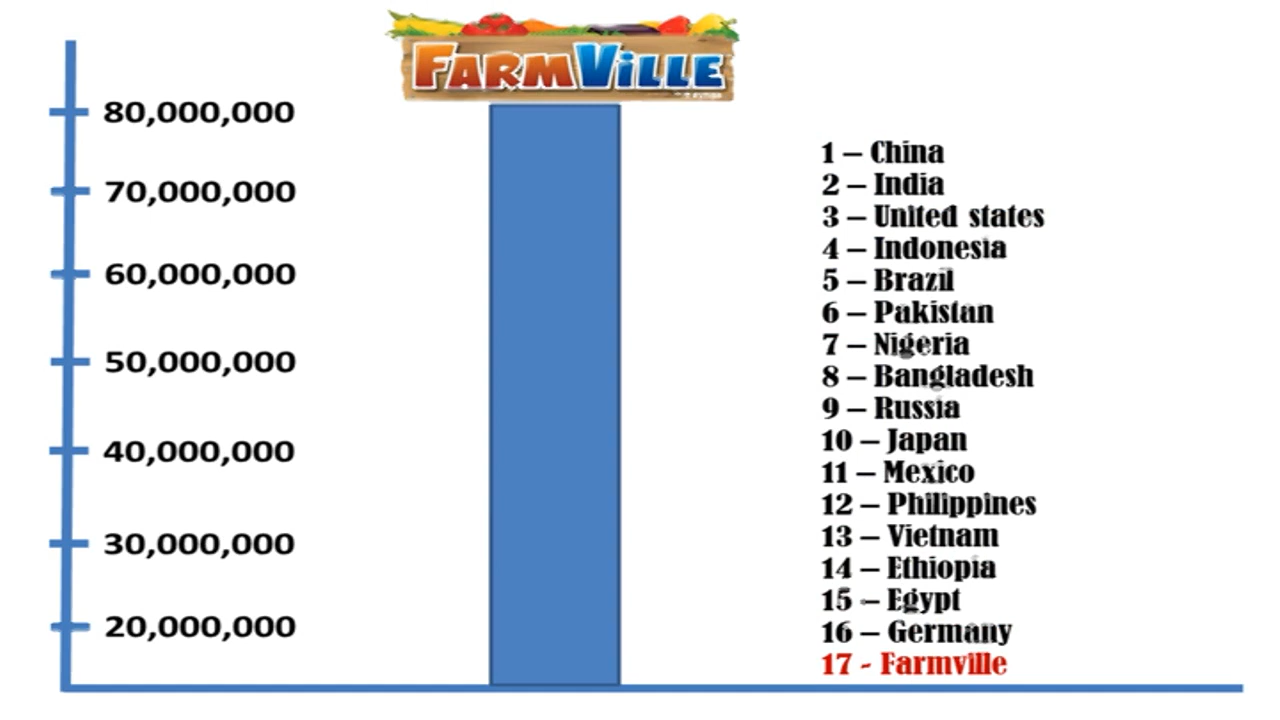 FARMVILLE
80,000,000
70,000,000
60,000,000
50,000,000
40,000,000
30,000,000
20,000,000
1 – China
2 – India
3 – United states
4 – Indonesia
5 – Brazil
6 – Pakistan
7 – Nigeria
8 – Bangladesh
9 – Russia
10 – Japan
11 – Mexico
12 – Philippines
13 – Vietnam
14 – Ethiopia
15 – Egypt
16 – Germany
17 - Farmville